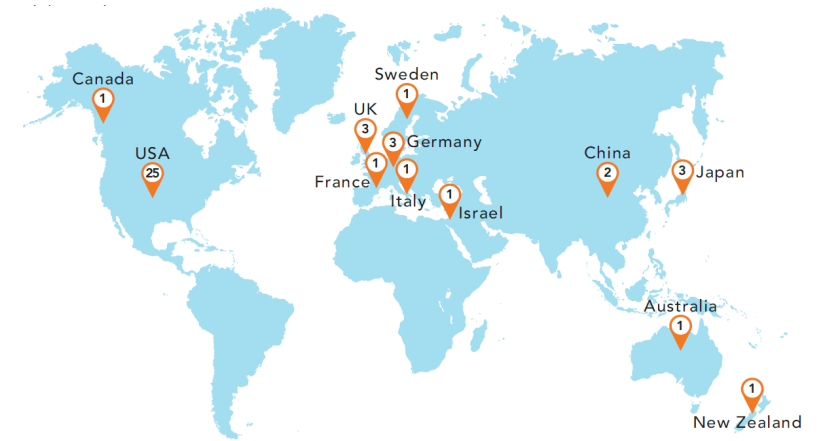 Sweden
1
Canada
1
UK
3
3
Germany
USA
25
France
1
1
Italy
1
Israel
China
2
3
Japan
Australia
1
1
New Zealand